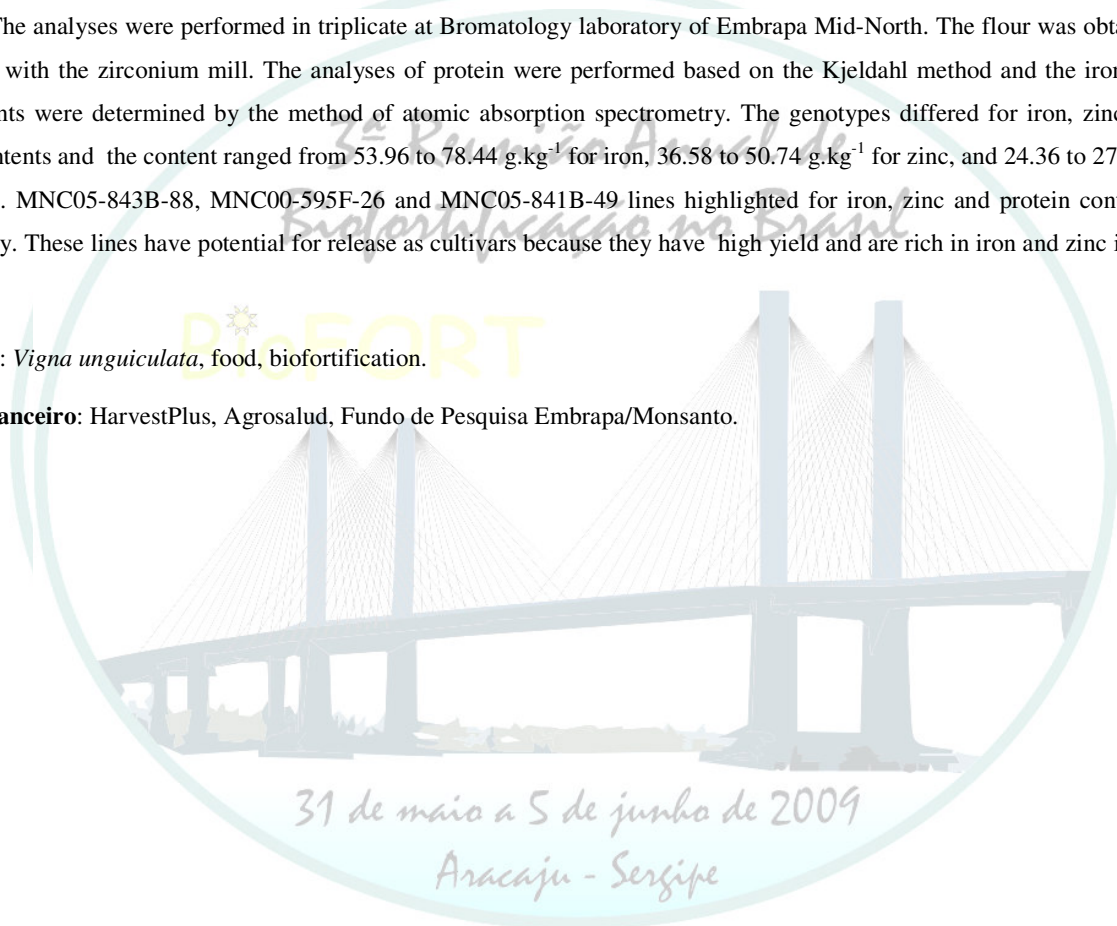 The analyses were performed in triplicate at Bromatology laboratory of Embrapa Mid-North. The flour was obta
with the zirconium mill. The analyses of protein were performed based on the Kjeldahl method and the iron
nts were determined by the method of atomic absorption spectrometry. The genotypes differed for iron, zinc
3ª Reunião Anual de
ntents and the content ranged from 53.96 to 78.44 g.kg-1 for iron, 36.58 to 50.74 g.kg-1 for zinc, and 24.36 to 27
. MNC05-843B-88, MNC00-595F-26 and MNC05-841B-49 lines highlighted for iron, zinc and protein con
Biofortificação no Brasil
y. These lines have potential for release as cultivars because they have high yield and are rich in iron and zinc i
BioFORT
: Vigna unguiculata, food, biofortification.
anceiro: HarvestPlus, Agrosalud, Fundo de Pesquisa Embrapa/Monsanto.
31 de maio a 5 de junho de 2009
Aracaju - Sergipe